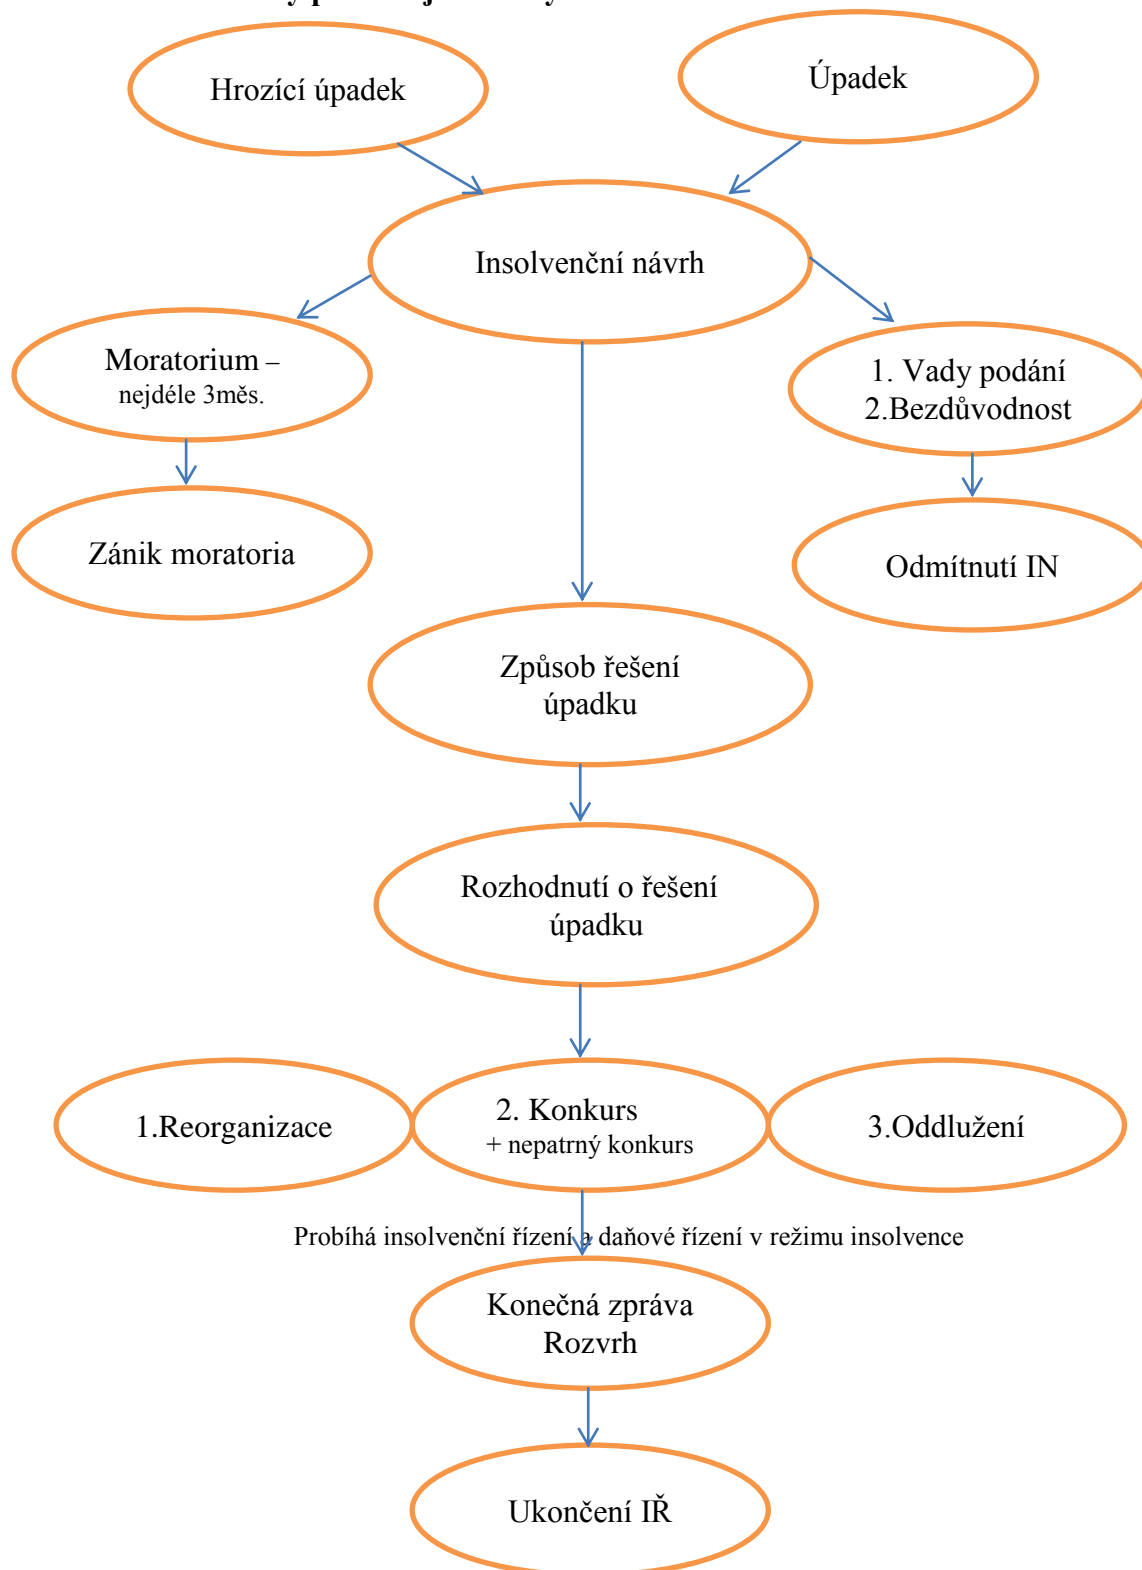 Hrozící úpadek
Úpadek
Insolvenční návrh
Moratorium –
nejdéle 3měs.
1. Vady podání
2.Bezdůvodnost
Zánik moratoria
Odmítnutí IN
Způsob řešení
úpadku
Rozhodnutí o řešení
úpadku
1.Reorganizace
2. Konkurs
+ nepatrný konkurs
3.Oddlužení
Probíhá insolvenční řízení a daňové řízení v režimu insolvence
Konečná zpráva
Rozvrh
Ukončení IŘ